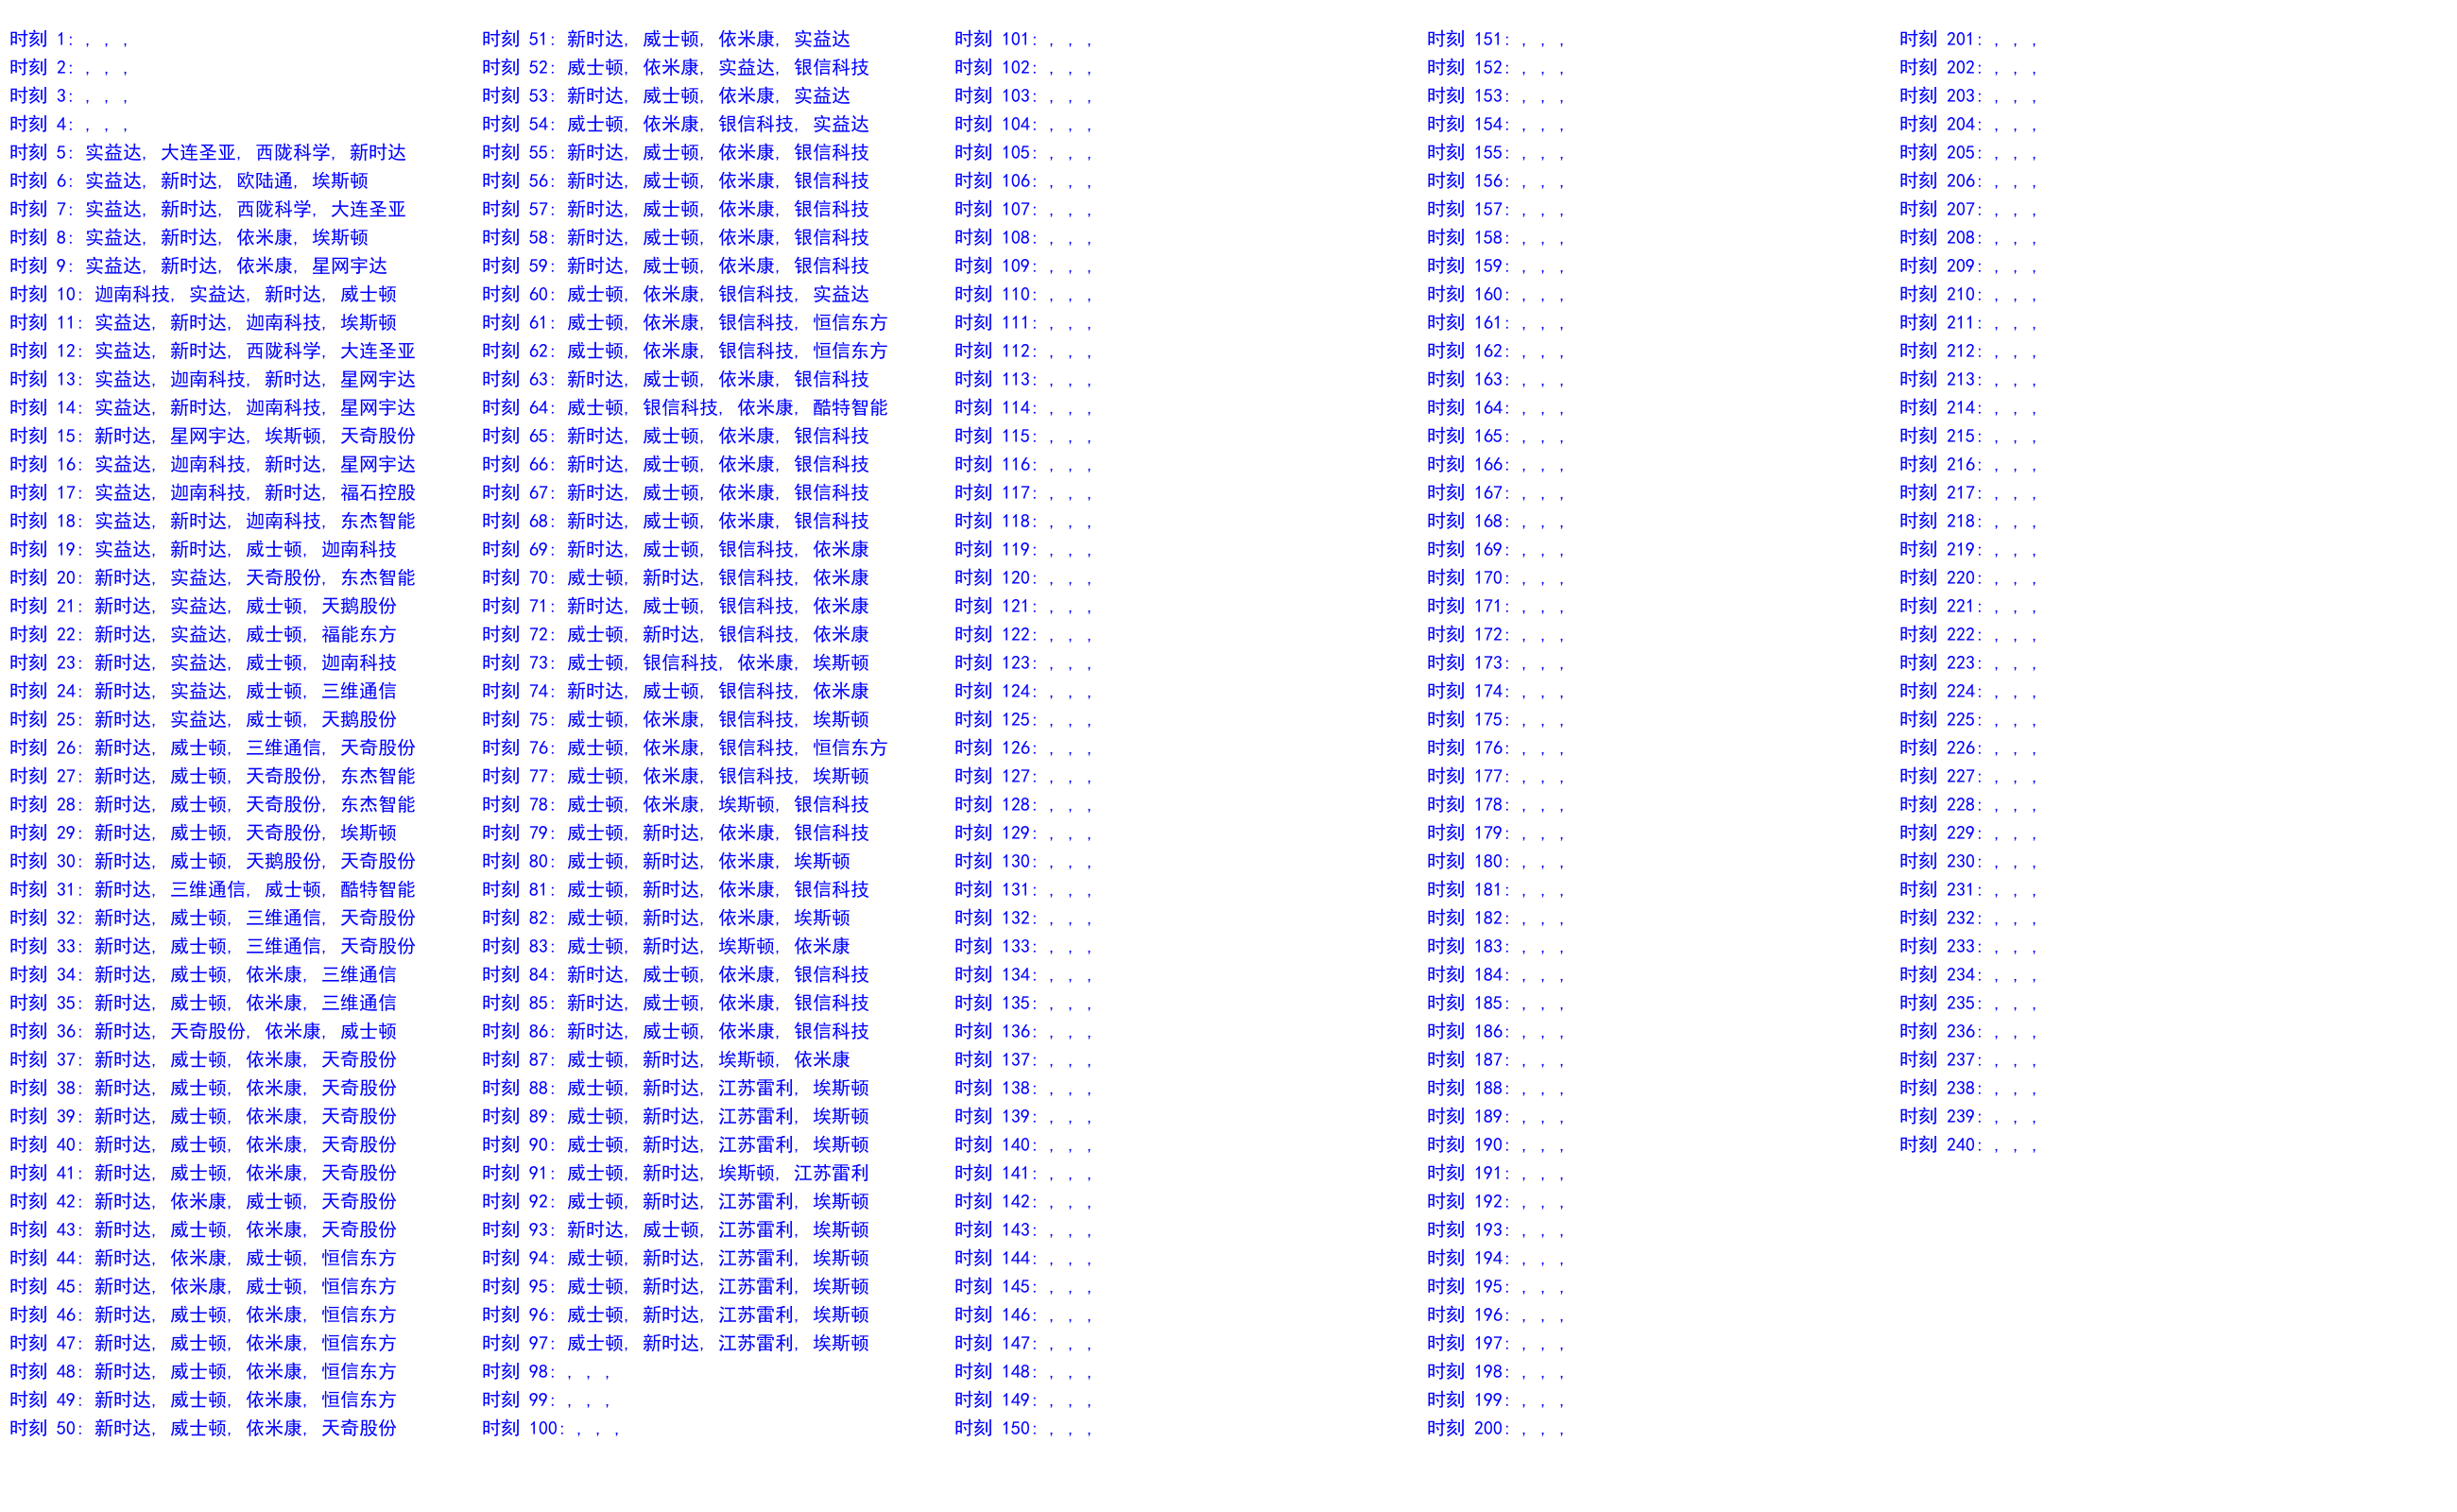 时刻 1: , , ,
时刻 2: , , ,
时刻 3: , , ,
时刻 4: , , ,
时刻 5: 实益达, 大连圣亚, 西陇科学, 新时达
时刻 6: 实益达, 新时达, 欧陆通, 埃斯顿
时刻 7: 实益达, 新时达, 西陇科学, 大连圣亚
时刻 8: 实益达, 新时达, 依米康, 埃斯顿
时刻 9: 实益达, 新时达, 依米康, 星网宇达
时刻 10: 迦南科技, 实益达, 新时达, 威士顿
时刻 11: 实益达, 新时达, 迦南科技, 埃斯顿
时刻 12: 实益达, 新时达, 西陇科学, 大连圣亚
时刻 13: 实益达, 迦南科技, 新时达, 星网宇达
时刻 14: 实益达, 新时达, 迦南科技, 星网宇达
时刻 15: 新时达, 星网宇达, 埃斯顿, 天奇股份
时刻 16: 实益达, 迦南科技, 新时达, 星网宇达
时刻 17: 实益达, 迦南科技, 新时达, 福石控股
时刻 18: 实益达, 新时达, 迦南科技, 东杰智能
时刻 19: 实益达, 新时达, 威士顿, 迦南科技
时刻 20: 新时达, 实益达, 天奇股份, 东杰智能
时刻 21: 新时达, 实益达, 威士顿, 天鹅股份
时刻 22: 新时达, 实益达, 威士顿, 福能东方
时刻 23: 新时达, 实益达, 威士顿, 迦南科技
时刻 24: 新时达, 实益达, 威士顿, 三维通信
时刻 25: 新时达, 实益达, 威士顿, 天鹅股份
时刻 26: 新时达, 威士顿, 三维通信, 天奇股份
时刻 27: 新时达, 威士顿, 天奇股份, 东杰智能
时刻 28: 新时达, 威士顿, 天奇股份, 东杰智能
时刻 29: 新时达, 威士顿, 天奇股份, 埃斯顿
时刻 30: 新时达, 威士顿, 天鹅股份, 天奇股份
时刻 31: 新时达, 三维通信, 威士顿, 酷特智能
时刻 32: 新时达, 威士顿, 三维通信, 天奇股份
时刻 33: 新时达, 威士顿, 三维通信, 天奇股份
时刻 34: 新时达, 威士顿, 依米康, 三维通信
时刻 35: 新时达, 威士顿, 依米康, 三维通信
时刻 36: 新时达, 天奇股份, 依米康, 威士顿
时刻 37: 新时达, 威士顿, 依米康, 天奇股份
时刻 38: 新时达, 威士顿, 依米康, 天奇股份
时刻 39: 新时达, 威士顿, 依米康, 天奇股份
时刻 40: 新时达, 威士顿, 依米康, 天奇股份
时刻 41: 新时达, 威士顿, 依米康, 天奇股份
时刻 42: 新时达, 依米康, 威士顿, 天奇股份
时刻 43: 新时达, 威士顿, 依米康, 天奇股份
时刻 44: 新时达, 依米康, 威士顿, 恒信东方
时刻 45: 新时达, 依米康, 威士顿, 恒信东方
时刻 46: 新时达, 威士顿, 依米康, 恒信东方
时刻 47: 新时达, 威士顿, 依米康, 恒信东方
时刻 48: 新时达, 威士顿, 依米康, 恒信东方
时刻 49: 新时达, 威士顿, 依米康, 恒信东方
时刻 50: 新时达, 威士顿, 依米康, 天奇股份
时刻 51: 新时达, 威士顿, 依米康, 实益达
时刻 52: 威士顿, 依米康, 实益达, 银信科技
时刻 53: 新时达, 威士顿, 依米康, 实益达
时刻 54: 威士顿, 依米康, 银信科技, 实益达
时刻 55: 新时达, 威士顿, 依米康, 银信科技
时刻 56: 新时达, 威士顿, 依米康, 银信科技
时刻 57: 新时达, 威士顿, 依米康, 银信科技
时刻 58: 新时达, 威士顿, 依米康, 银信科技
时刻 59: 新时达, 威士顿, 依米康, 银信科技
时刻 60: 威士顿, 依米康, 银信科技, 实益达
时刻 61: 威士顿, 依米康, 银信科技, 恒信东方
时刻 62: 威士顿, 依米康, 银信科技, 恒信东方
时刻 63: 新时达, 威士顿, 依米康, 银信科技
时刻 64: 威士顿, 银信科技, 依米康, 酷特智能
时刻 65: 新时达, 威士顿, 依米康, 银信科技
时刻 66: 新时达, 威士顿, 依米康, 银信科技
时刻 67: 新时达, 威士顿, 依米康, 银信科技
时刻 68: 新时达, 威士顿, 依米康, 银信科技
时刻 69: 新时达, 威士顿, 银信科技, 依米康
时刻 70: 威士顿, 新时达, 银信科技, 依米康
时刻 71: 新时达, 威士顿, 银信科技, 依米康
时刻 72: 威士顿, 新时达, 银信科技, 依米康
时刻 73: 威士顿, 银信科技, 依米康, 埃斯顿
时刻 74: 新时达, 威士顿, 银信科技, 依米康
时刻 75: 威士顿, 依米康, 银信科技, 埃斯顿
时刻 76: 威士顿, 依米康, 银信科技, 恒信东方
时刻 77: 威士顿, 依米康, 银信科技, 埃斯顿
时刻 78: 威士顿, 依米康, 埃斯顿, 银信科技
时刻 79: 威士顿, 新时达, 依米康, 银信科技
时刻 80: 威士顿, 新时达, 依米康, 埃斯顿
时刻 81: 威士顿, 新时达, 依米康, 银信科技
时刻 82: 威士顿, 新时达, 依米康, 埃斯顿
时刻 83: 威士顿, 新时达, 埃斯顿, 依米康
时刻 84: 新时达, 威士顿, 依米康, 银信科技
时刻 85: 新时达, 威士顿, 依米康, 银信科技
时刻 86: 新时达, 威士顿, 依米康, 银信科技
时刻 87: 威士顿, 新时达, 埃斯顿, 依米康
时刻 88: 威士顿, 新时达, 江苏雷利, 埃斯顿
时刻 89: 威士顿, 新时达, 江苏雷利, 埃斯顿
时刻 90: 威士顿, 新时达, 江苏雷利, 埃斯顿
时刻 91: 威士顿, 新时达, 埃斯顿, 江苏雷利
时刻 92: 威士顿, 新时达, 江苏雷利, 埃斯顿
时刻 93: 新时达, 威士顿, 江苏雷利, 埃斯顿
时刻 94: 威士顿, 新时达, 江苏雷利, 埃斯顿
时刻 95: 威士顿, 新时达, 江苏雷利, 埃斯顿
时刻 96: 威士顿, 新时达, 江苏雷利, 埃斯顿
时刻 97: 威士顿, 新时达, 江苏雷利, 埃斯顿
时刻 98: , , ,
时刻 99: , , ,
时刻 100: , , ,
时刻 101: , , ,
时刻 102: , , ,
时刻 103: , , ,
时刻 104: , , ,
时刻 105: , , ,
时刻 106: , , ,
时刻 107: , , ,
时刻 108: , , ,
时刻 109: , , ,
时刻 110: , , ,
时刻 111: , , ,
时刻 112: , , ,
时刻 113: , , ,
时刻 114: , , ,
时刻 115: , , ,
时刻 116: , , ,
时刻 117: , , ,
时刻 118: , , ,
时刻 119: , , ,
时刻 120: , , ,
时刻 121: , , ,
时刻 122: , , ,
时刻 123: , , ,
时刻 124: , , ,
时刻 125: , , ,
时刻 126: , , ,
时刻 127: , , ,
时刻 128: , , ,
时刻 129: , , ,
时刻 130: , , ,
时刻 131: , , ,
时刻 132: , , ,
时刻 133: , , ,
时刻 134: , , ,
时刻 135: , , ,
时刻 136: , , ,
时刻 137: , , ,
时刻 138: , , ,
时刻 139: , , ,
时刻 140: , , ,
时刻 141: , , ,
时刻 142: , , ,
时刻 143: , , ,
时刻 144: , , ,
时刻 145: , , ,
时刻 146: , , ,
时刻 147: , , ,
时刻 148: , , ,
时刻 149: , , ,
时刻 150: , , ,
时刻 151: , , ,
时刻 152: , , ,
时刻 153: , , ,
时刻 154: , , ,
时刻 155: , , ,
时刻 156: , , ,
时刻 157: , , ,
时刻 158: , , ,
时刻 159: , , ,
时刻 160: , , ,
时刻 161: , , ,
时刻 162: , , ,
时刻 163: , , ,
时刻 164: , , ,
时刻 165: , , ,
时刻 166: , , ,
时刻 167: , , ,
时刻 168: , , ,
时刻 169: , , ,
时刻 170: , , ,
时刻 171: , , ,
时刻 172: , , ,
时刻 173: , , ,
时刻 174: , , ,
时刻 175: , , ,
时刻 176: , , ,
时刻 177: , , ,
时刻 178: , , ,
时刻 179: , , ,
时刻 180: , , ,
时刻 181: , , ,
时刻 182: , , ,
时刻 183: , , ,
时刻 184: , , ,
时刻 185: , , ,
时刻 186: , , ,
时刻 187: , , ,
时刻 188: , , ,
时刻 189: , , ,
时刻 190: , , ,
时刻 191: , , ,
时刻 192: , , ,
时刻 193: , , ,
时刻 194: , , ,
时刻 195: , , ,
时刻 196: , , ,
时刻 197: , , ,
时刻 198: , , ,
时刻 199: , , ,
时刻 200: , , ,
时刻 201: , , ,
时刻 202: , , ,
时刻 203: , , ,
时刻 204: , , ,
时刻 205: , , ,
时刻 206: , , ,
时刻 207: , , ,
时刻 208: , , ,
时刻 209: , , ,
时刻 210: , , ,
时刻 211: , , ,
时刻 212: , , ,
时刻 213: , , ,
时刻 214: , , ,
时刻 215: , , ,
时刻 216: , , ,
时刻 217: , , ,
时刻 218: , , ,
时刻 219: , , ,
时刻 220: , , ,
时刻 221: , , ,
时刻 222: , , ,
时刻 223: , , ,
时刻 224: , , ,
时刻 225: , , ,
时刻 226: , , ,
时刻 227: , , ,
时刻 228: , , ,
时刻 229: , , ,
时刻 230: , , ,
时刻 231: , , ,
时刻 232: , , ,
时刻 233: , , ,
时刻 234: , , ,
时刻 235: , , ,
时刻 236: , , ,
时刻 237: , , ,
时刻 238: , , ,
时刻 239: , , ,
时刻 240: , , ,